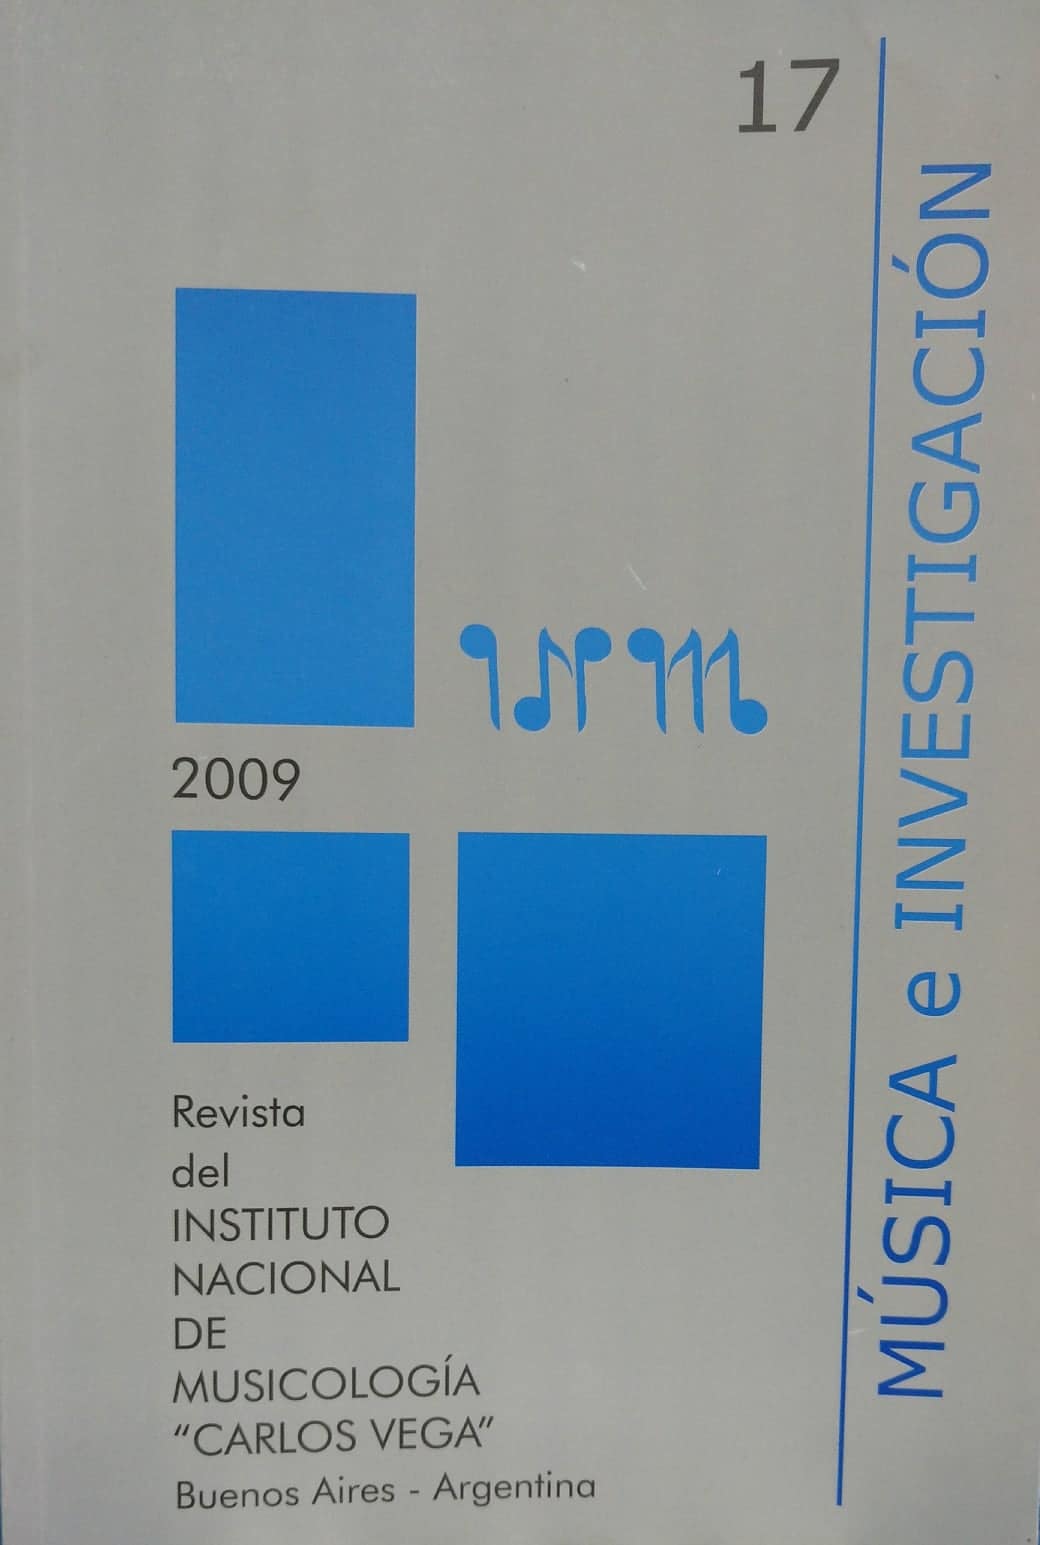 17
MÚSICA e INVESTIGACIÓN
2009
Revista
del
INSTITUTO
NACIONAL
DE
MUSICOLOGÍA
“CARLOS VEGA”
Buenos Aires - Argentina